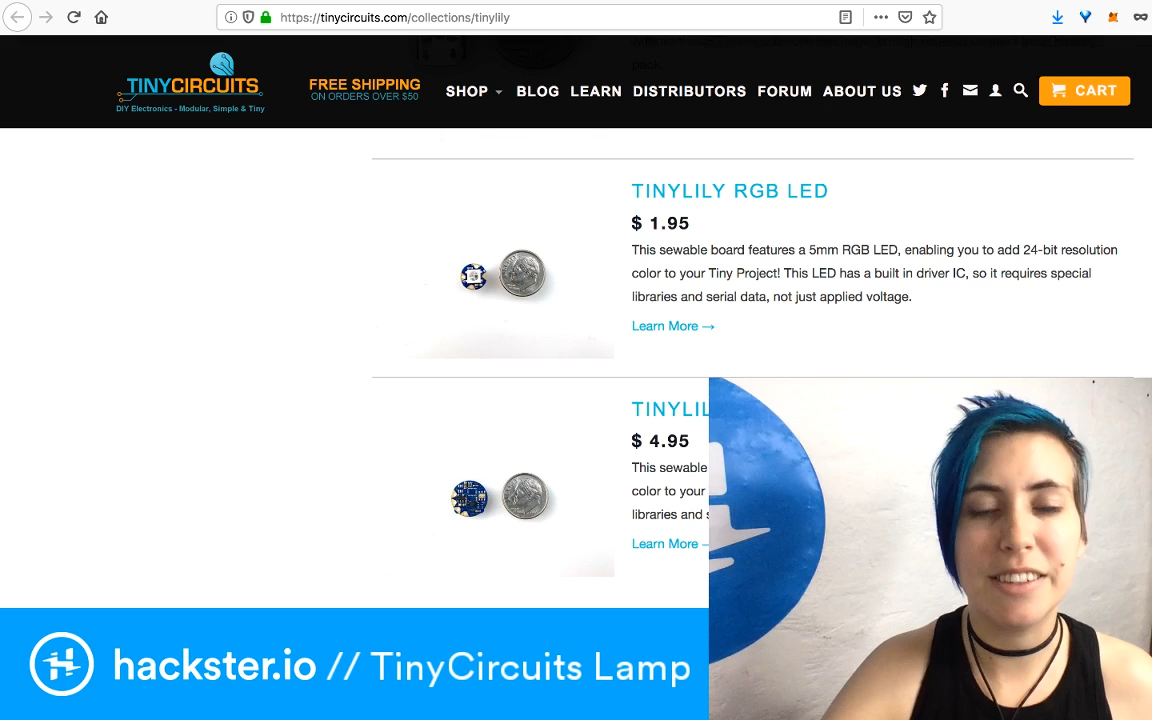 https://tinycircuits.com/collections/tinylily
pack.
TINYCIRCUITS
DIY Electronics - Modular, Simple & Tiny
FREE SHIPPING
ON ORDERS OVER $50
SHOP
BLOG
LEARN
DISTRIBUTORS
FORUM
ABOUT US
CART
TINYLILY RGB LED
$ 1.95
This sewable board features a 5mm RGB LED, enabling you to add 24-bit resolution
color to your Tiny Project! This LED has a built in driver IC, so it requires special
libraries and serial data, not just applied voltage.
Learn More →
TINYLIL
$ 4.95
This sewable
color to your
libraries and s
Learn More
hackster.io // TinyCircuits Lamp